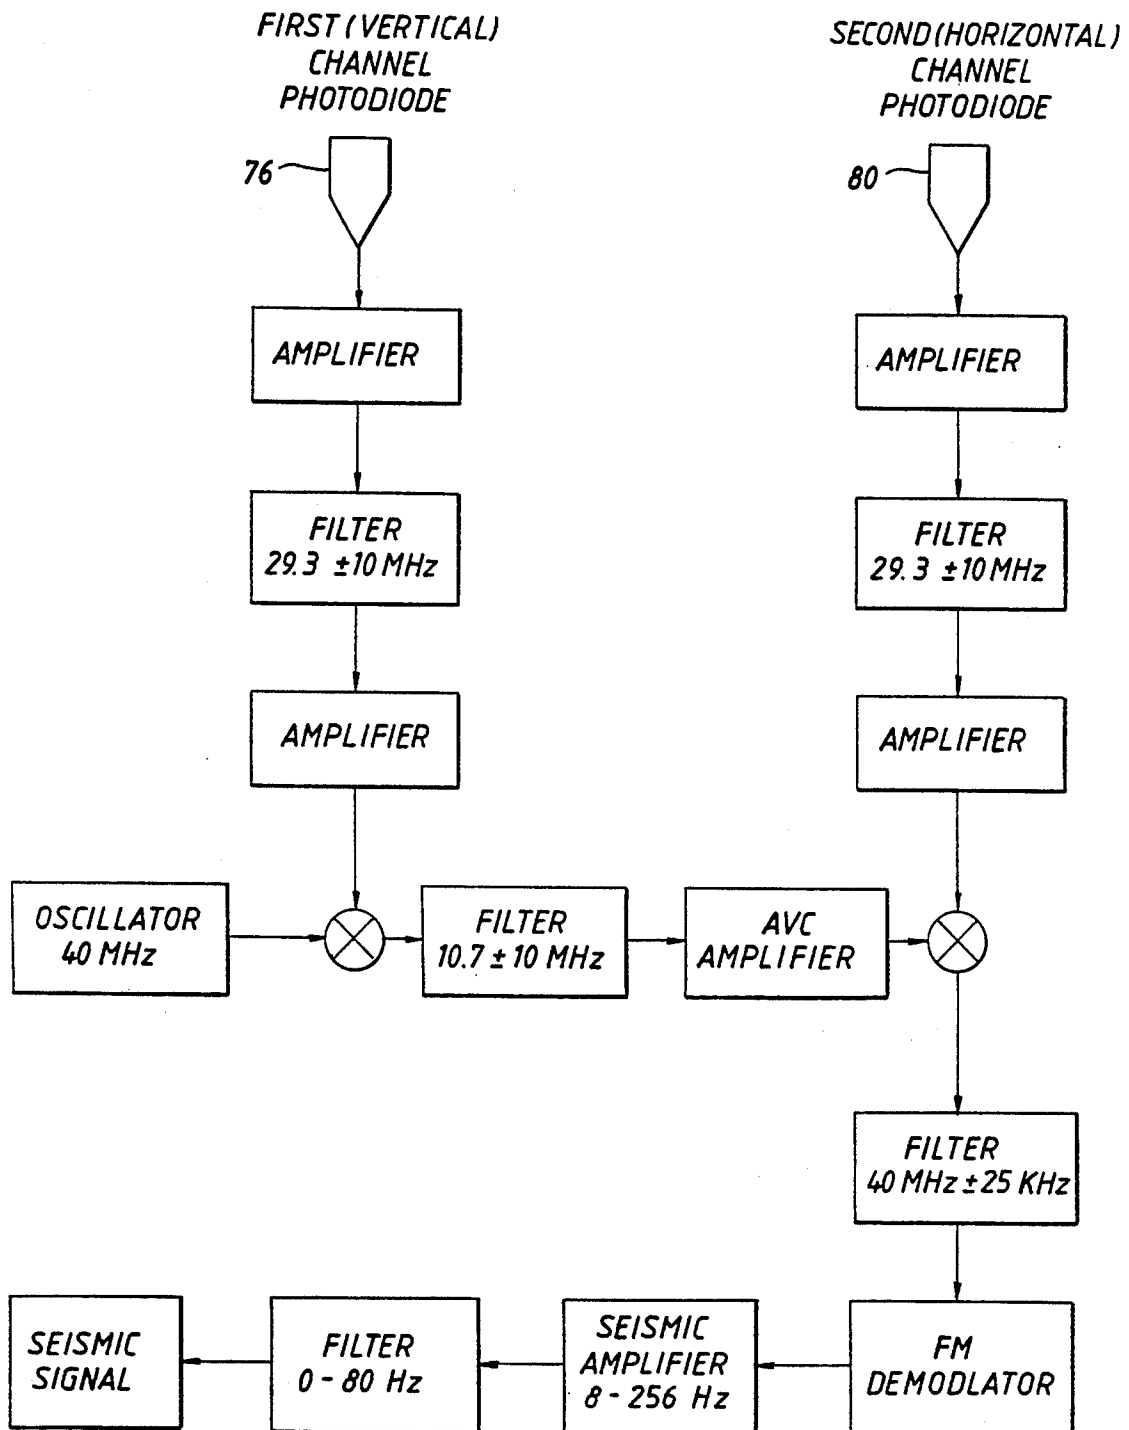 FIRST (VERTICAL)
CHANNEL
PHOTODIODE
SECOND (HORIZONTAL)
CHANNEL
PHOTODIODE
76
80
AMPLIFIER
AMPLIFIER
FILTER
29.3 ±10 MHz
FILTER
29.3 ±10 MHz
AMPLIFIER
AMPLIFIER
OSCILLATOR
40 MHz
FILTER
10.7 ± 10 MHz
AVC
AMPLIFIER
FILTER
40 MHz ± 25 KHz
SEISMIC
SIGNAL
FILTER
0 - 80 Hz
SEISMIC
AMPLIFIER
8 - 256 Hz
FM
DEMODLATOR